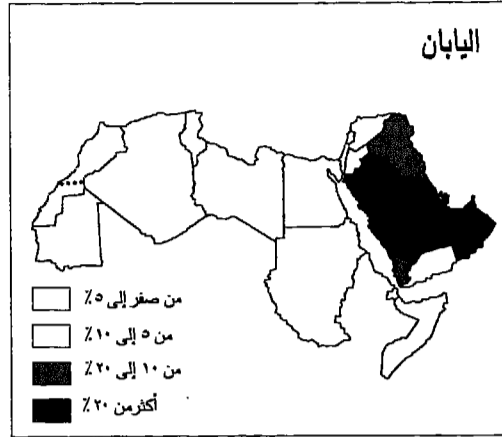 اليابان
من صفر إلى ٥٪
من ٥ إلى ١٠٪
من ١٠ إلى ٢٠٪
أكثر من ٢٠٪